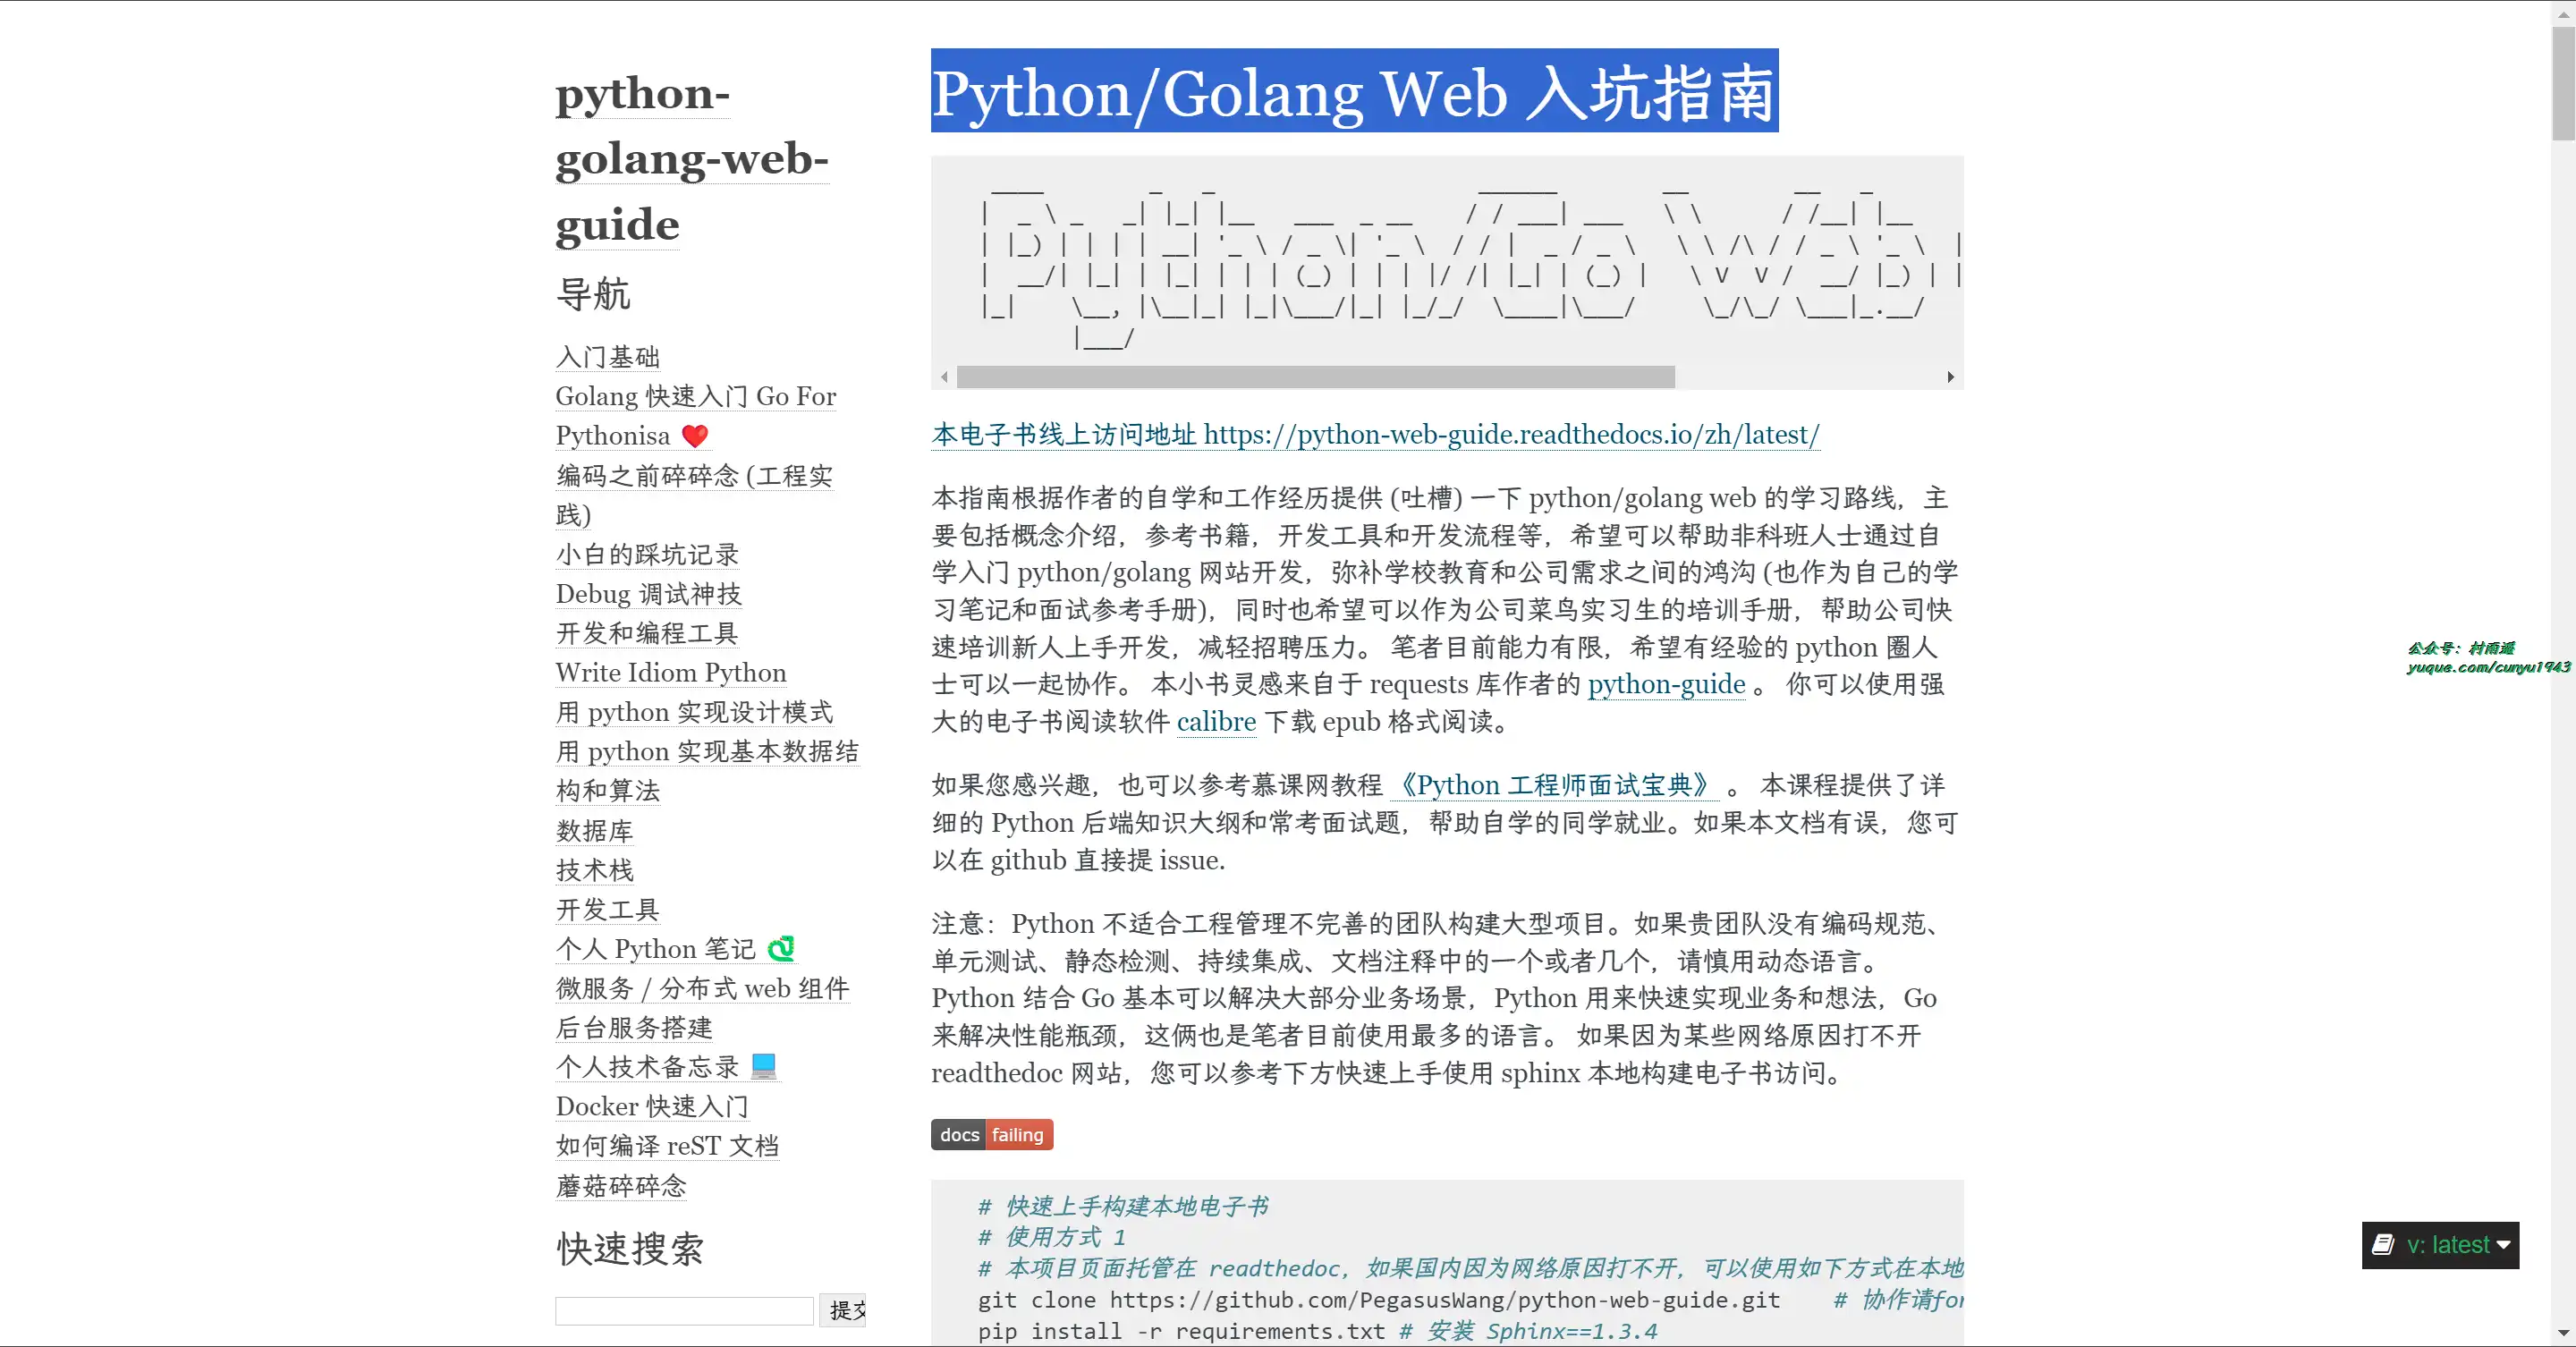 python-
golang-web-
guide
导航
入门基础
Golang 快速入门 Go For
Pythonisa ❤️
编码之前碎碎念 (工程实
践)
小白的踩坑记录
Debug 调试神技
开发和编程工具
Write Idiom Python
用 python 实现设计模式
用 python 实现基本数据结
构和算法
数据库
技术栈
开发工具
个人 Python 笔记 🐍
微服务 / 分布式 web 组件
后台服务搭建
个人技术备忘录 💻
Docker 快速入门
如何编译 reST 文档
蘑菇碎碎念
快速搜索
提交
Python/Golang Web 入坑指南
Python/Go Web
本电子书线上访问地址 https://python-web-guide.readthedocs.io/zh/latest/
本指南根据作者的自学和工作经历提供 (吐槽) 一下 python/golang web 的学习路线，主
要包括概念介绍，参考书籍，开发工具和开发流程等，希望可以帮助非科班人士通过自
学入门 python/golang 网站开发，弥补学校教育和公司需求之间的鸿沟 (也作为自己的学
习笔记和面试参考手册)，同时也希望可以作为公司菜鸟实习生的培训手册，帮助公司快
速培训新人上手开发，减轻招聘压力。 笔者目前能力有限，希望有经验的 python 圈人
士可以一起协作。 本小书灵感来自于 requests 库作者的 python-guide 。 你可以使用强
大的电子书阅读软件 calibre 下载 epub 格式阅读。
如果您感兴趣，也可以参考慕课网教程 《Python 工程师面试宝典》 。 本课程提供了详
细的 Python 后端知识大纲和常考面试题，帮助自学的同学就业。如果本文档有误，您可
以在 github 直接提 issue.
注意：Python 不适合工程管理不完善的团队构建大型项目。如果贵团队没有编码规范、
单元测试、静态检测、持续集成、文档注释中的一个或者几个，请慎用动态语言。
Python 结合 Go 基本可以解决大部分业务场景，Python 用来快速实现业务和想法，Go
来解决性能瓶颈，这俩也是笔者目前使用最多的语言。 如果因为某些网络原因打不开
readthedoc 网站，您可以参考下方快速上手使用 sphinx 本地构建电子书访问。
docs failing
# 快速上手构建本地电子书
# 使用方式 1
# 本项目页面托管在 readthedoc，如果国内因为网络原因打不开，可以使用如下方式在本地
git clone https://github.com/PegasusWang/python-web-guide.git    # 协作请for
pip install -r requirements.txt # 安装 Sphinx==1.3.4
公众号：村雨遥
yuque.com/cunyu1943
v: latest